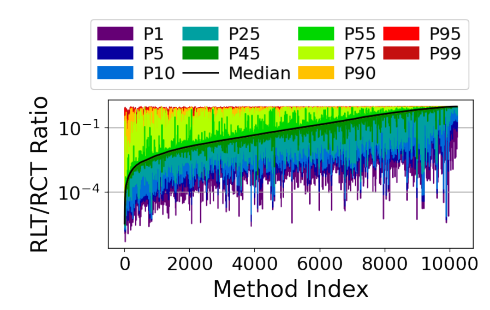 P1 P25 P55 P95
P5 P45 P75 P99
P10 Median P90
RLT/RCT Ratio
10⁻¹
10⁻⁴
0 2000 4000 6000 8000 10000
Method Index